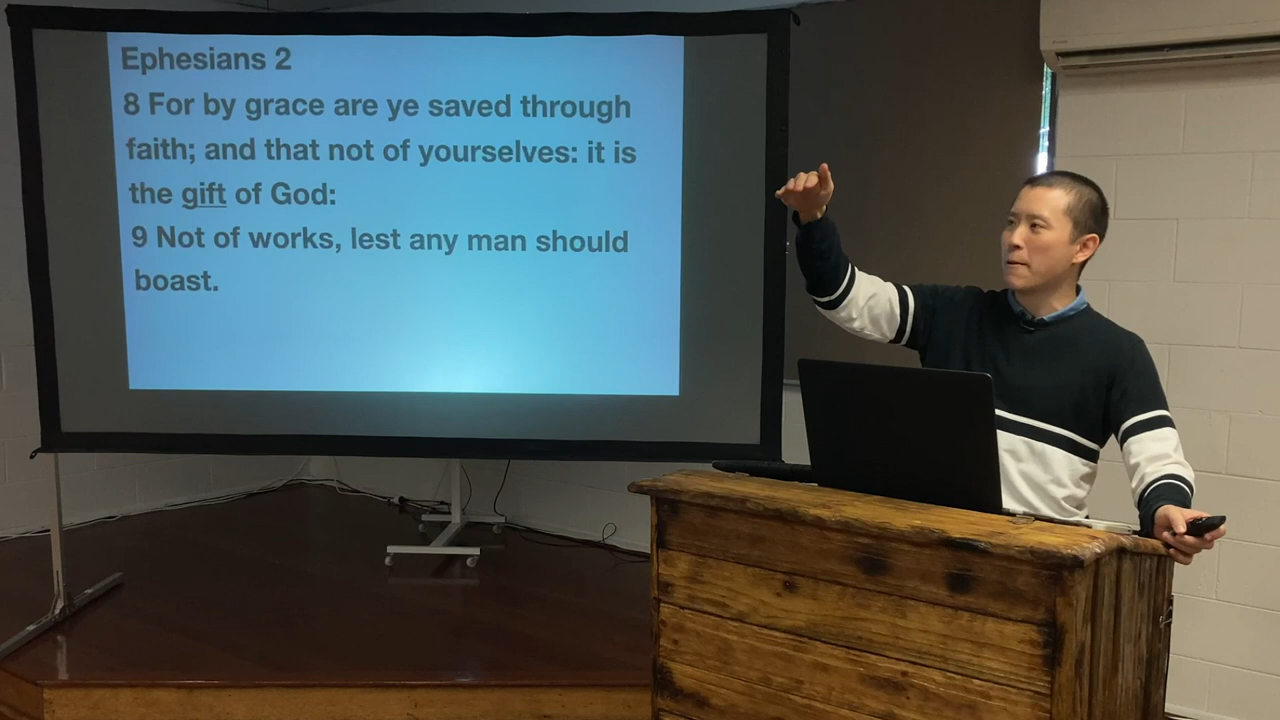 Ephesians 2
8 For by grace are ye saved through
faith; and that not of yourselves: it is
the gift of God:
9 Not of works, lest any man should
boast.